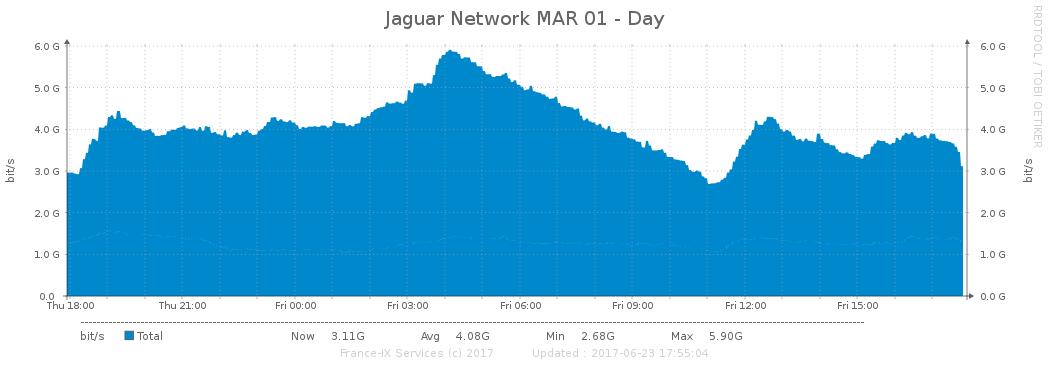 Jaguar Network MAR 01 - Day
RRDTOOL / TOBI OETIKER
6.0 G 6.0 G
5.0 G 5.0 G
4.0 G 4.0 G
3.0 G 3.0 G
2.0 G 2.0 G
1.0 G 1.0 G
0.0 0.0 G
bit/s bit/s
Thu 18:00 Thu 21:00 Fri 00:00 Fri 03:00 Fri 06:00 Fri 09:00 Fri 12:00 Fri 15:00
bit/s Total Now 3.11G Avg 4.08G Min 2.68G Max 5.90G
France-IX Services (c) 2017 Updated : 2017-06-23 17:55:04